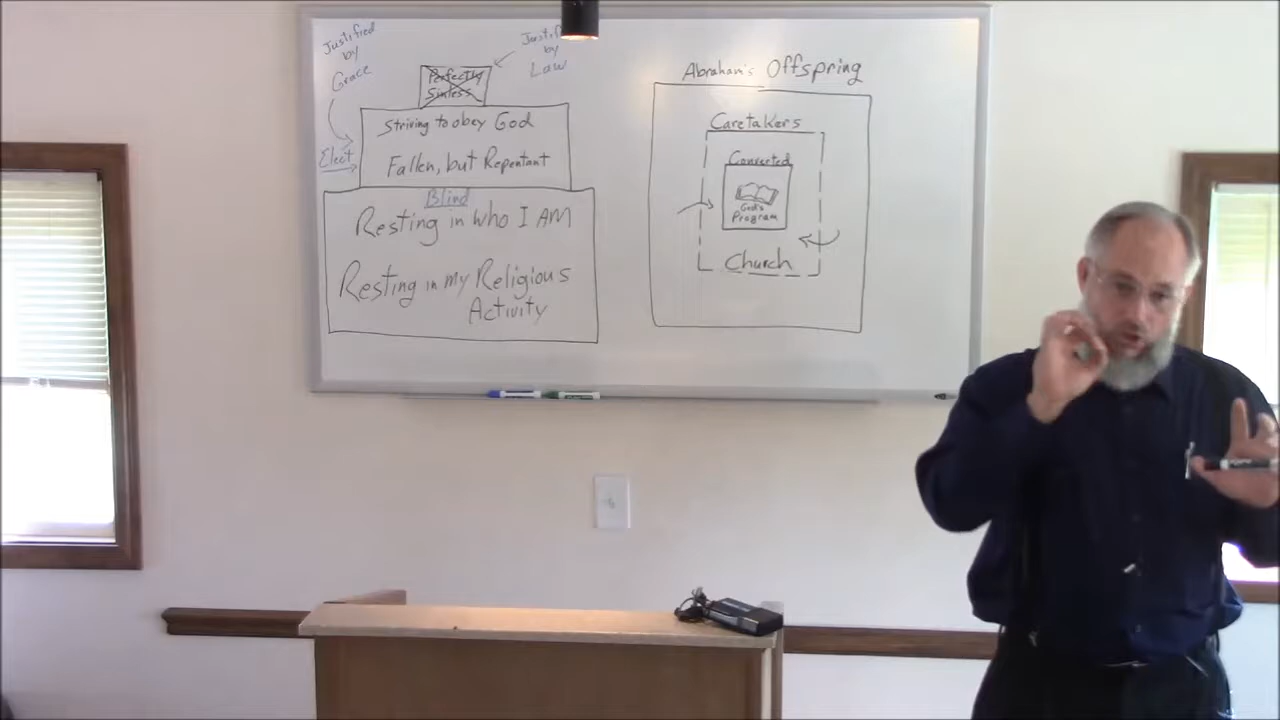 Justified
by
Grace
Perfectly
Sinless
by
Law
Striving to obey God
Elect
Fallen, but Repentant
Blind
Resting in who I AM
Resting in my Religious
Activity
Abraham's Offspring
Caretakers
Converted
God's
Program
Church